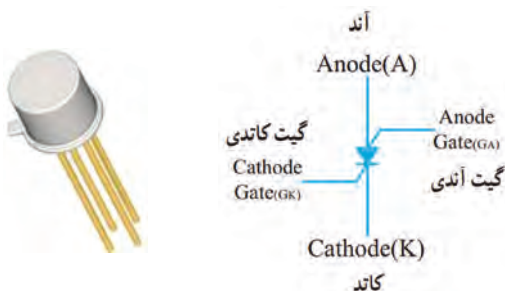 آند
Anode(A)
Anode
Gate(GA)
گیت آندی
گیت کاتدی
Cathode
Gate(GK)
Cathode(K)
کاتد